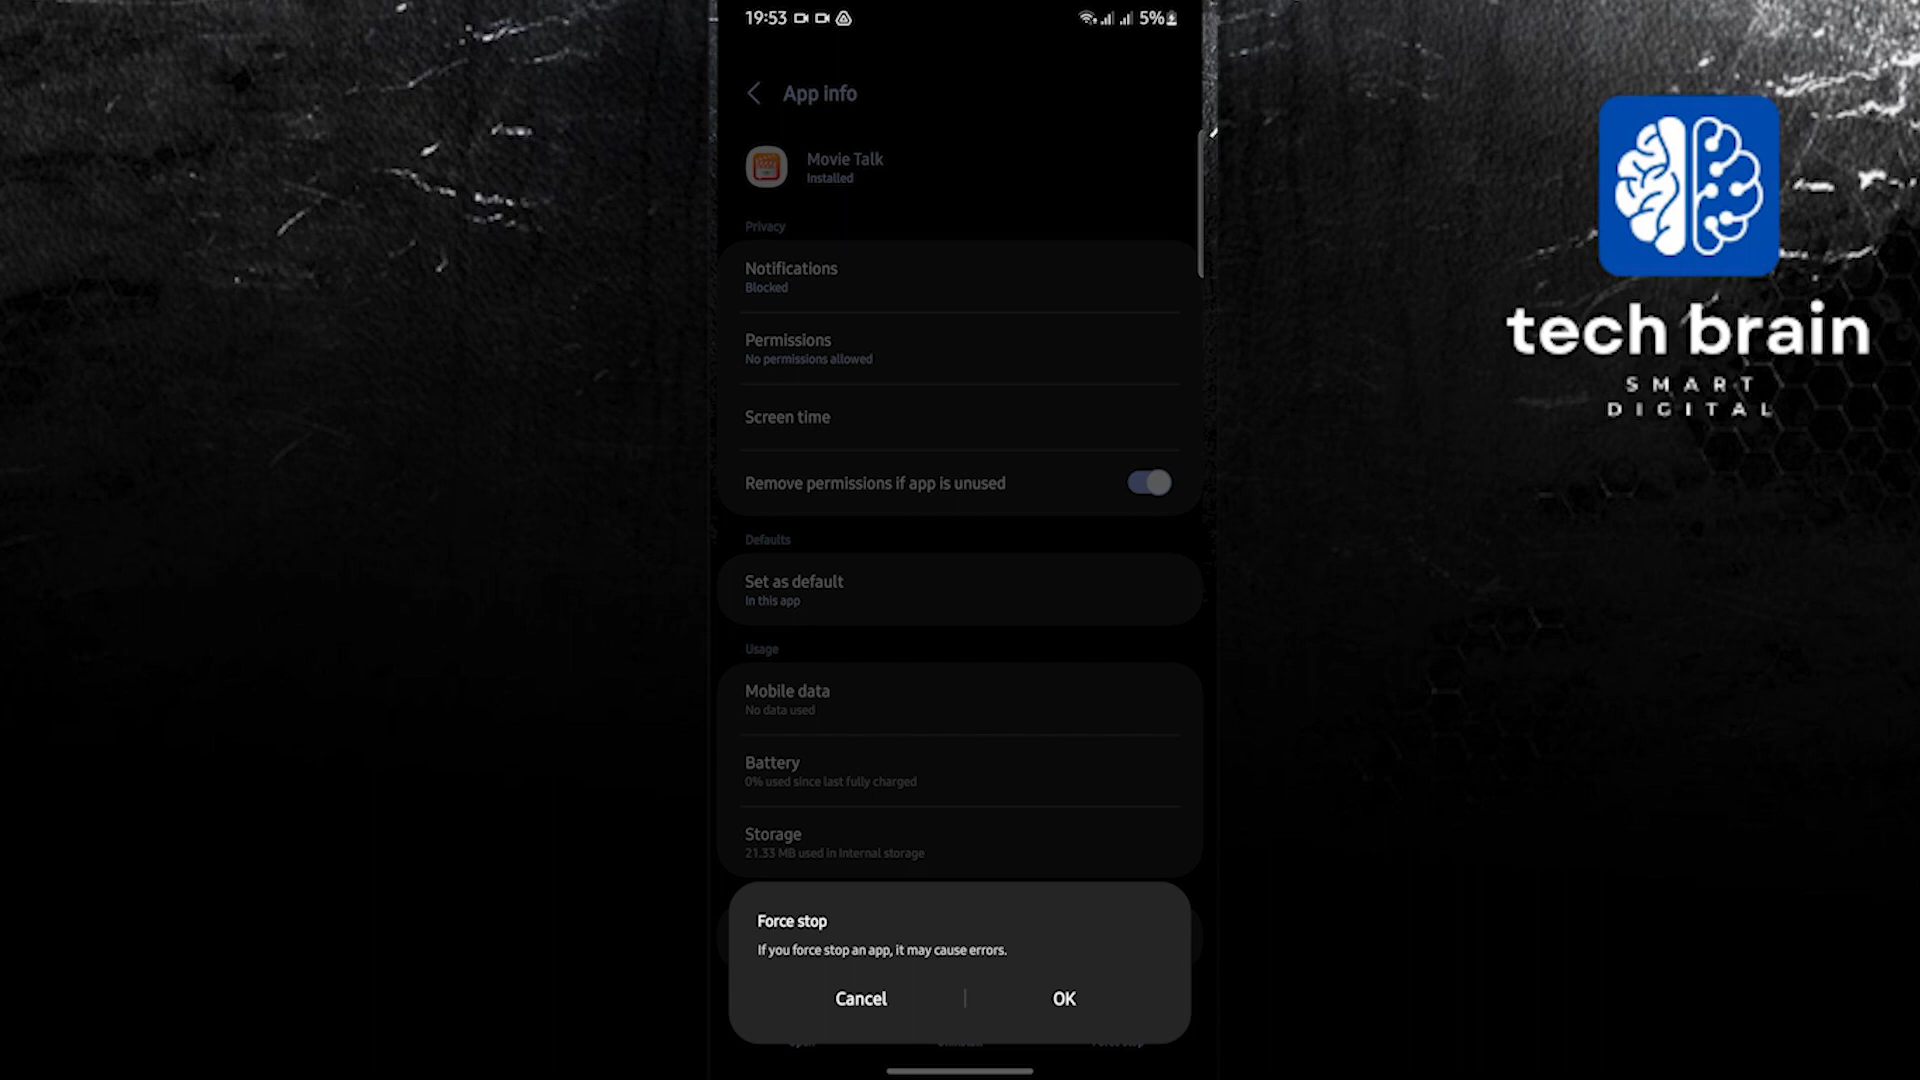 19:53
5%
App info
Movie Talk
Installed
Privacy
Notifications
Blocked
Permissions
No permissions allowed
Screen time
Remove permissions if app is unused
Defaults
Set as default
In this app
Usage
Mobile data
No data used
Battery
0% used since last fully charged
Storage
21.33 MB used in Internal storage
Force stop
If you force stop an app, it may cause errors.
Cancel
OK
tech brain
SMART
DIGITAL